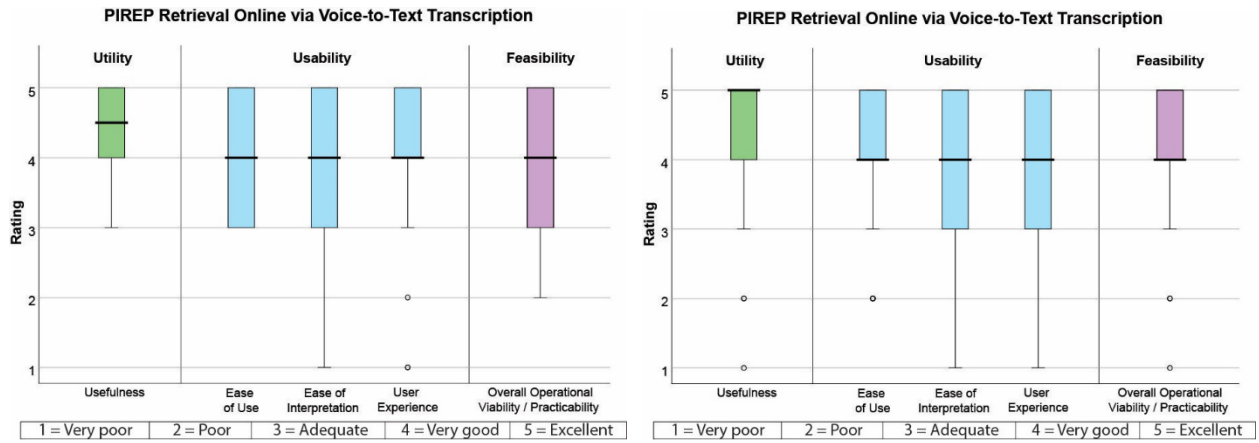 PIREP Retrieval Online via Voice-to-Text Transcription
Utility
Usability
Feasibility
Rating
5
4
3
2
1
Usefulness
Ease
of Use
Ease of
Interpretation
User
Experience
Overall Operational
Viability / Practicability
1 = Very poor
2 = Poor
3 = Adequate
4 = Very good
5 = Excellent
PIREP Retrieval Online via Voice-to-Text Transcription
Utility
Usability
Feasibility
Rating
5
4
3
2
1
Usefulness
Ease
of Use
Ease of
Interpretation
User
Experience
Overall Operational
Viability / Practicability
1 = Very poor
2 = Poor
3 = Adequate
4 = Very good
5 = Excellent